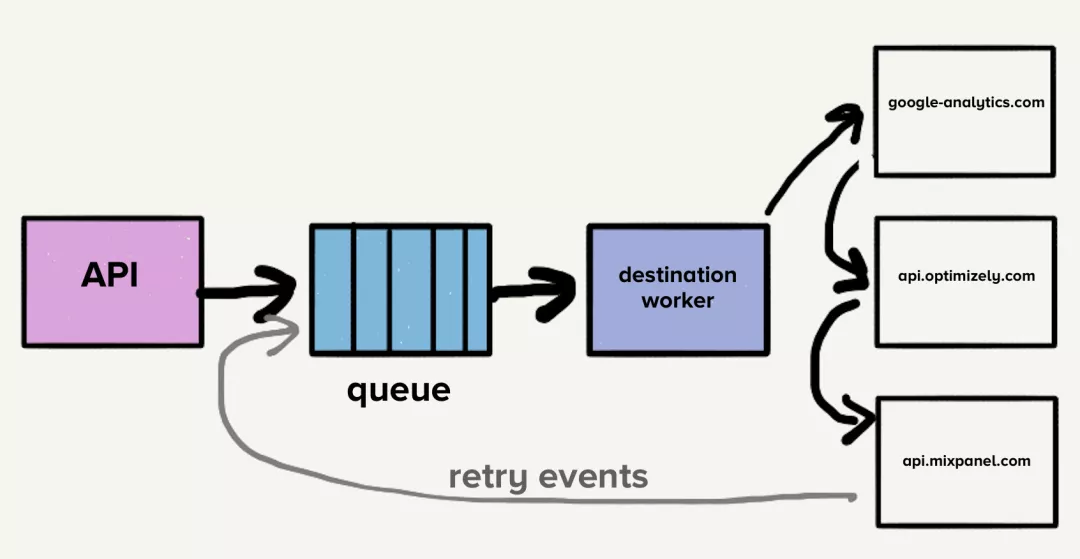 API
queue
destination
worker
google-analytics.com
api.optimizely.com
api.mixpanel.com
retry events